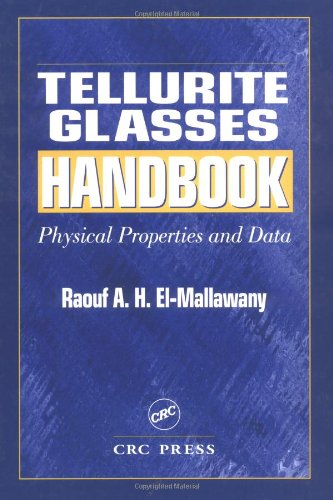 TELLURITE
GLASSES
HANDBOOK
Physical Properties and Data
Raouf A. H. El-Mallawany
CRC
CRC PRESS